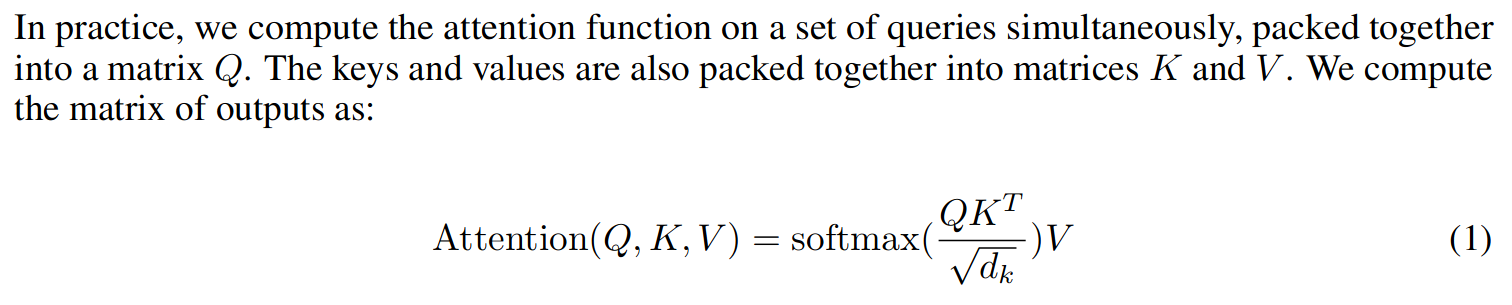 In practice, we compute the attention function on a set of queries simultaneously, packed together
into a matrix Q. The keys and values are also packed together into matrices K and V. We compute
the matrix of outputs as:
Attention(Q, K, V) = softmax(QK^T / √d_k)V (1)